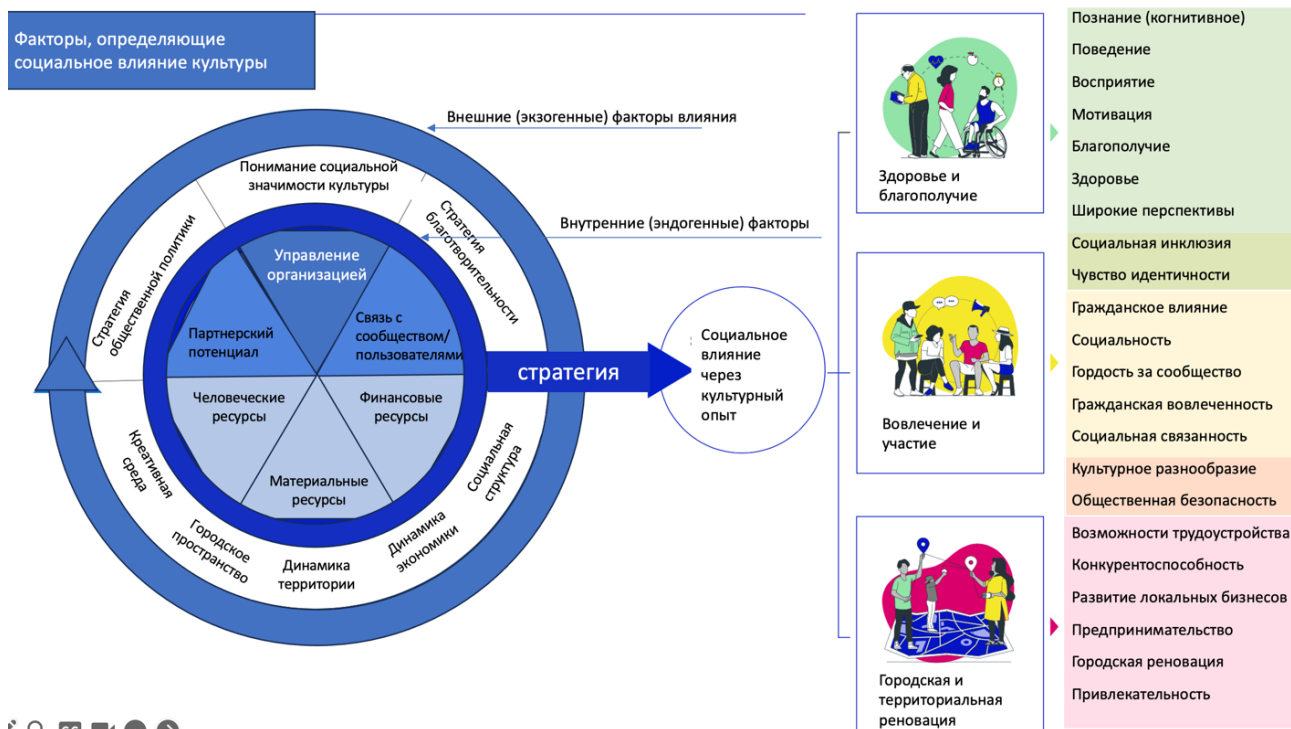 Факторы, определяющие
социальное влияние культуры
Внешние (экзогенные) факторы влияния
Понимание социальной
значимости культуры
Стратегия
благотворительности
Внутренние (эндогенные) факторы
Стратегия
общественной политики
Управление
организацией
Партнерский
потенциал
Связь с
сообществом/
пользователями
Человеческие
ресурсы
Финансовые
ресурсы
Материальные
ресурсы
Креативная
среда
Городское
пространство
Динамика
территории
Динамика
экономики
Социальная
структура
стратегия
Социальное
влияние
через
культурный
опыт
Здоровье и
благополучие
Вовлечение и
участие
Городская и
территориальная
реновация
Познание (когнитивное)
Поведение
Восприятие
Мотивация
Благополучие
Здоровье
Широкие перспективы
Социальная инклюзия
Чувство идентичности
Гражданское влияние
Социальность
Гордость за сообщество
Гражданская вовлеченность
Социальная связанность
Культурное разнообразие
Общественная безопасность
Возможности трудоустройства
Конкурентоспособность
Развитие локальных бизнесов
Предпринимательство
Городская реновация
Привлекательность